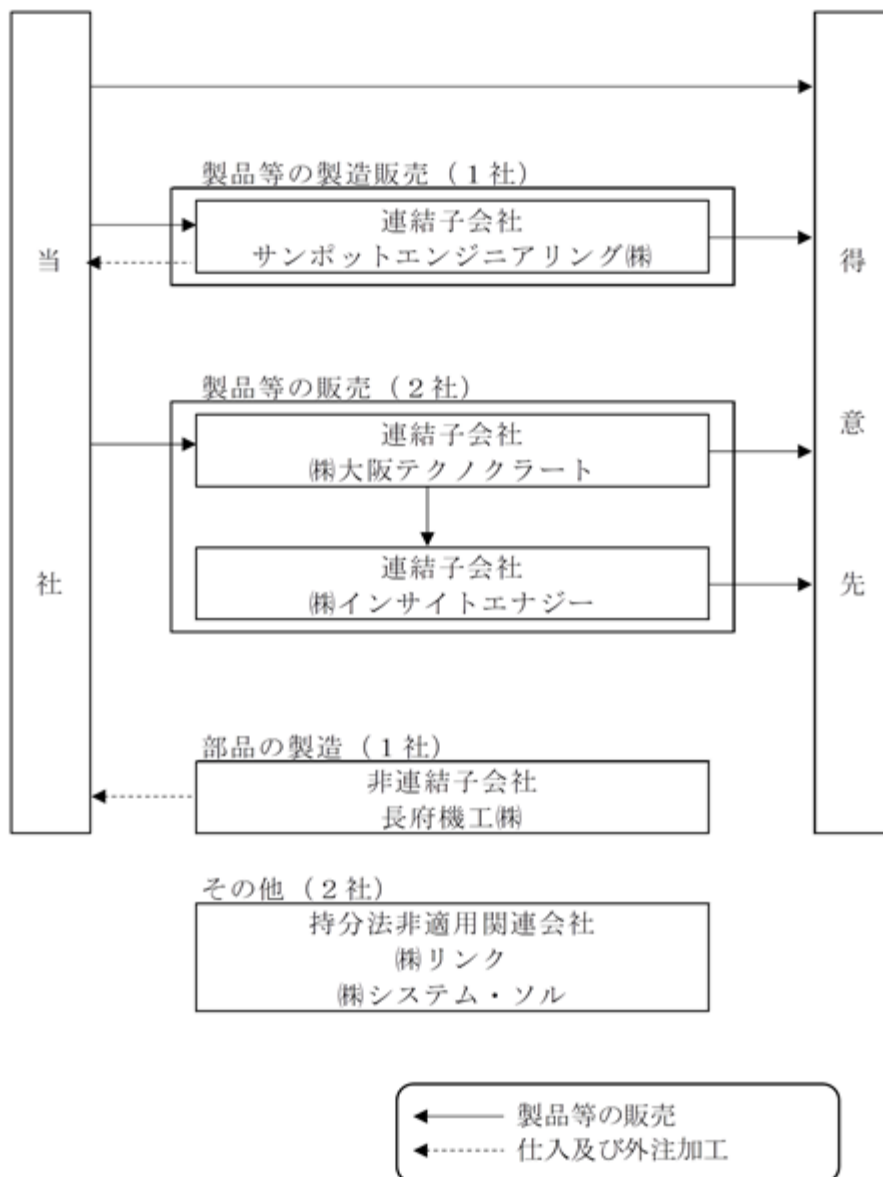 当社
得意先
製品等の製造販売（１社）
連結子会社
サンポットエンジニアリング㈱
製品等の販売（２社）
連結子会社
㈱大阪テクノクラート
連結子会社
㈱インサイトエナジー
部品の製造（１社）
非連結子会社
長府機工㈱
その他（２社）
持分法非適用関連会社
㈱リンク
㈱システム・ソル
製品等の販売
仕入及び外注加工